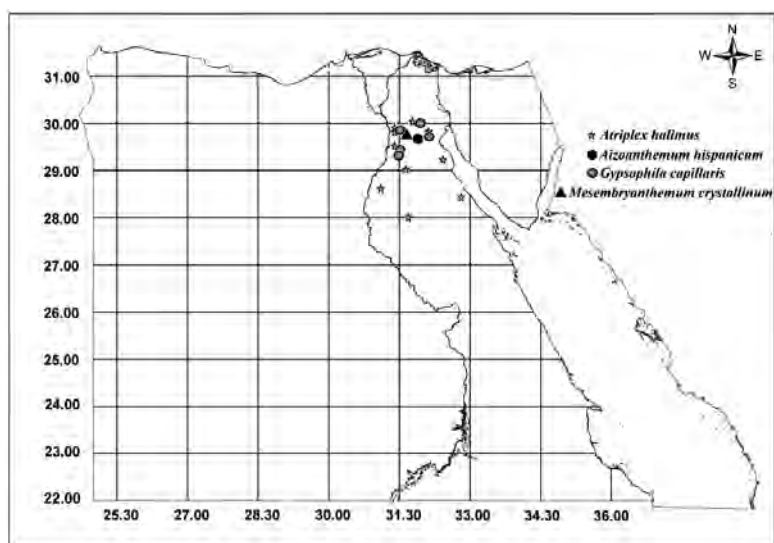 N
W E
S
31.00
30.00
29.00
28.00
27.00
26.00
25.00
24.00
23.00
22.00
25.30 27.00 28.30 30.00 31.30 33.00 34.30 36.00
Atriplex halimus
Aizoanthemum hispanicum
Gypsophila capillaris
Mesembryanthemum crystallinum